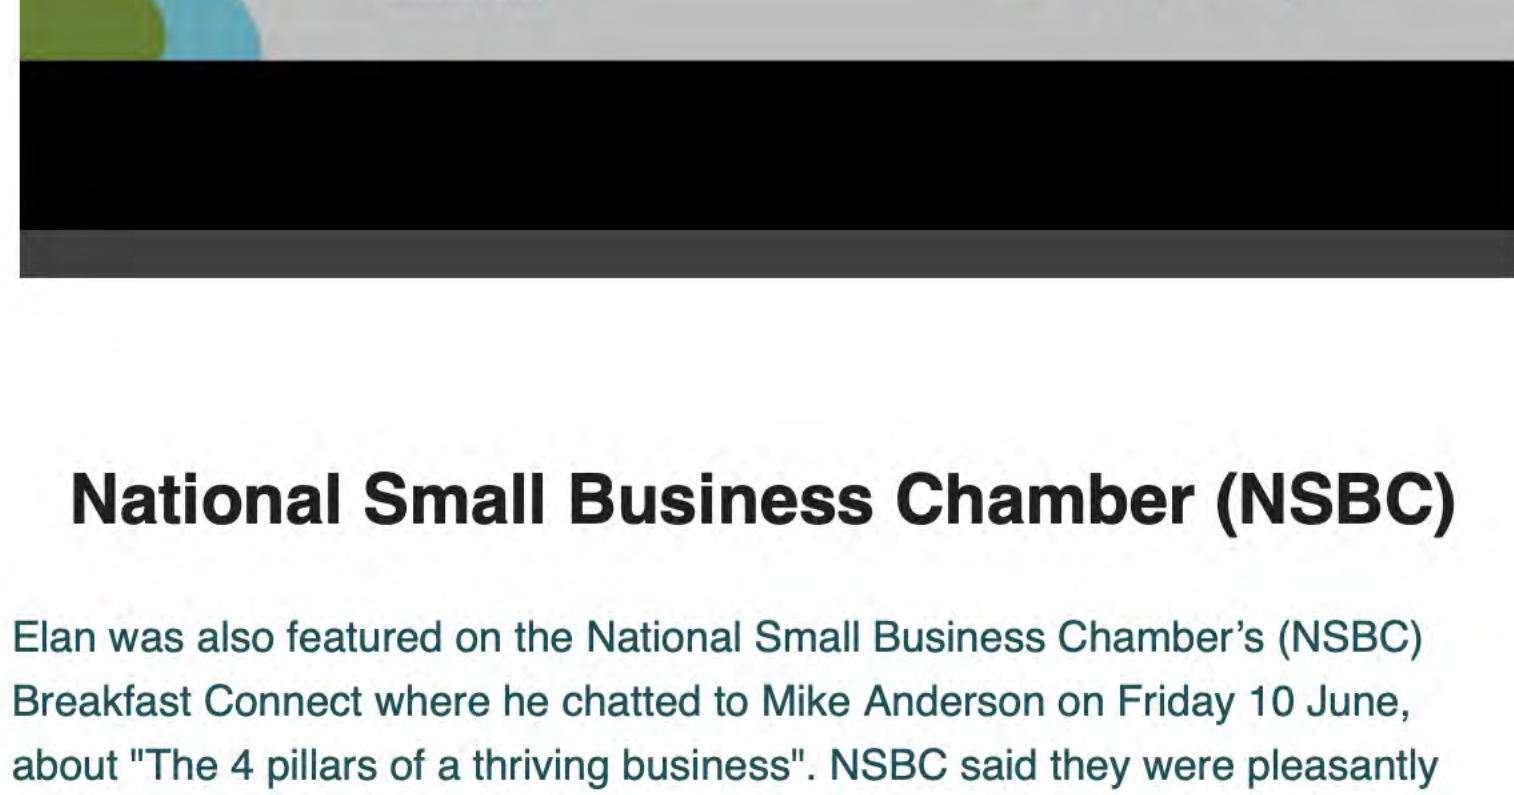 National Small Business Chamber (NSBC)
Elan was also featured on the National Small Business Chamber’s (NSBC)
Breakfast Connect where he chatted to Mike Anderson on Friday 10 June,
about "The 4 pillars of a thriving business". NSBC said they were pleasantly